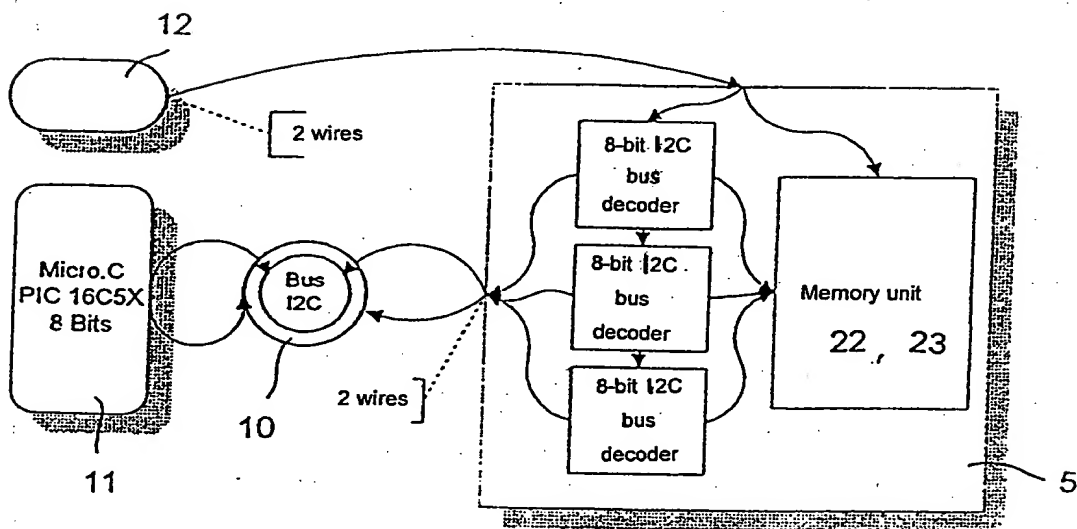 12
2 wires
8-bit I2C
bus
decoder
Micro.C
PIC 16C5X
8 Bits
Bus
I2C
8-bit I2C
bus
decoder
Memory unit
22, 23
2 wires
8-bit I2C
bus
decoder
10
11
5